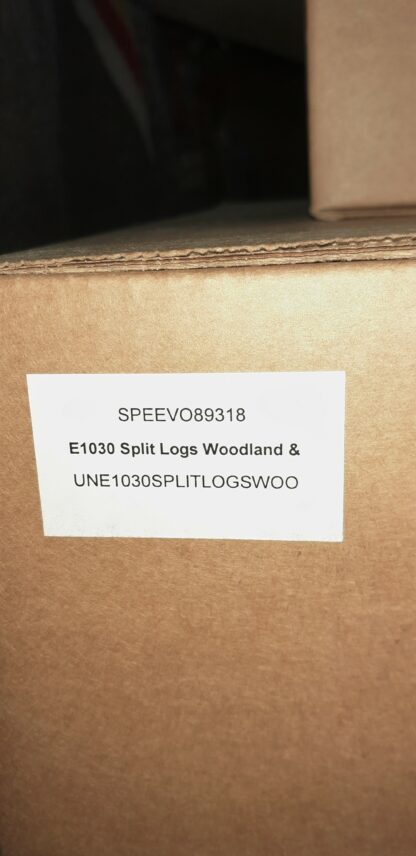 SPEEVO89318
E1030 Split Logs Woodland &
UNE1030SPLITLOGSWOO